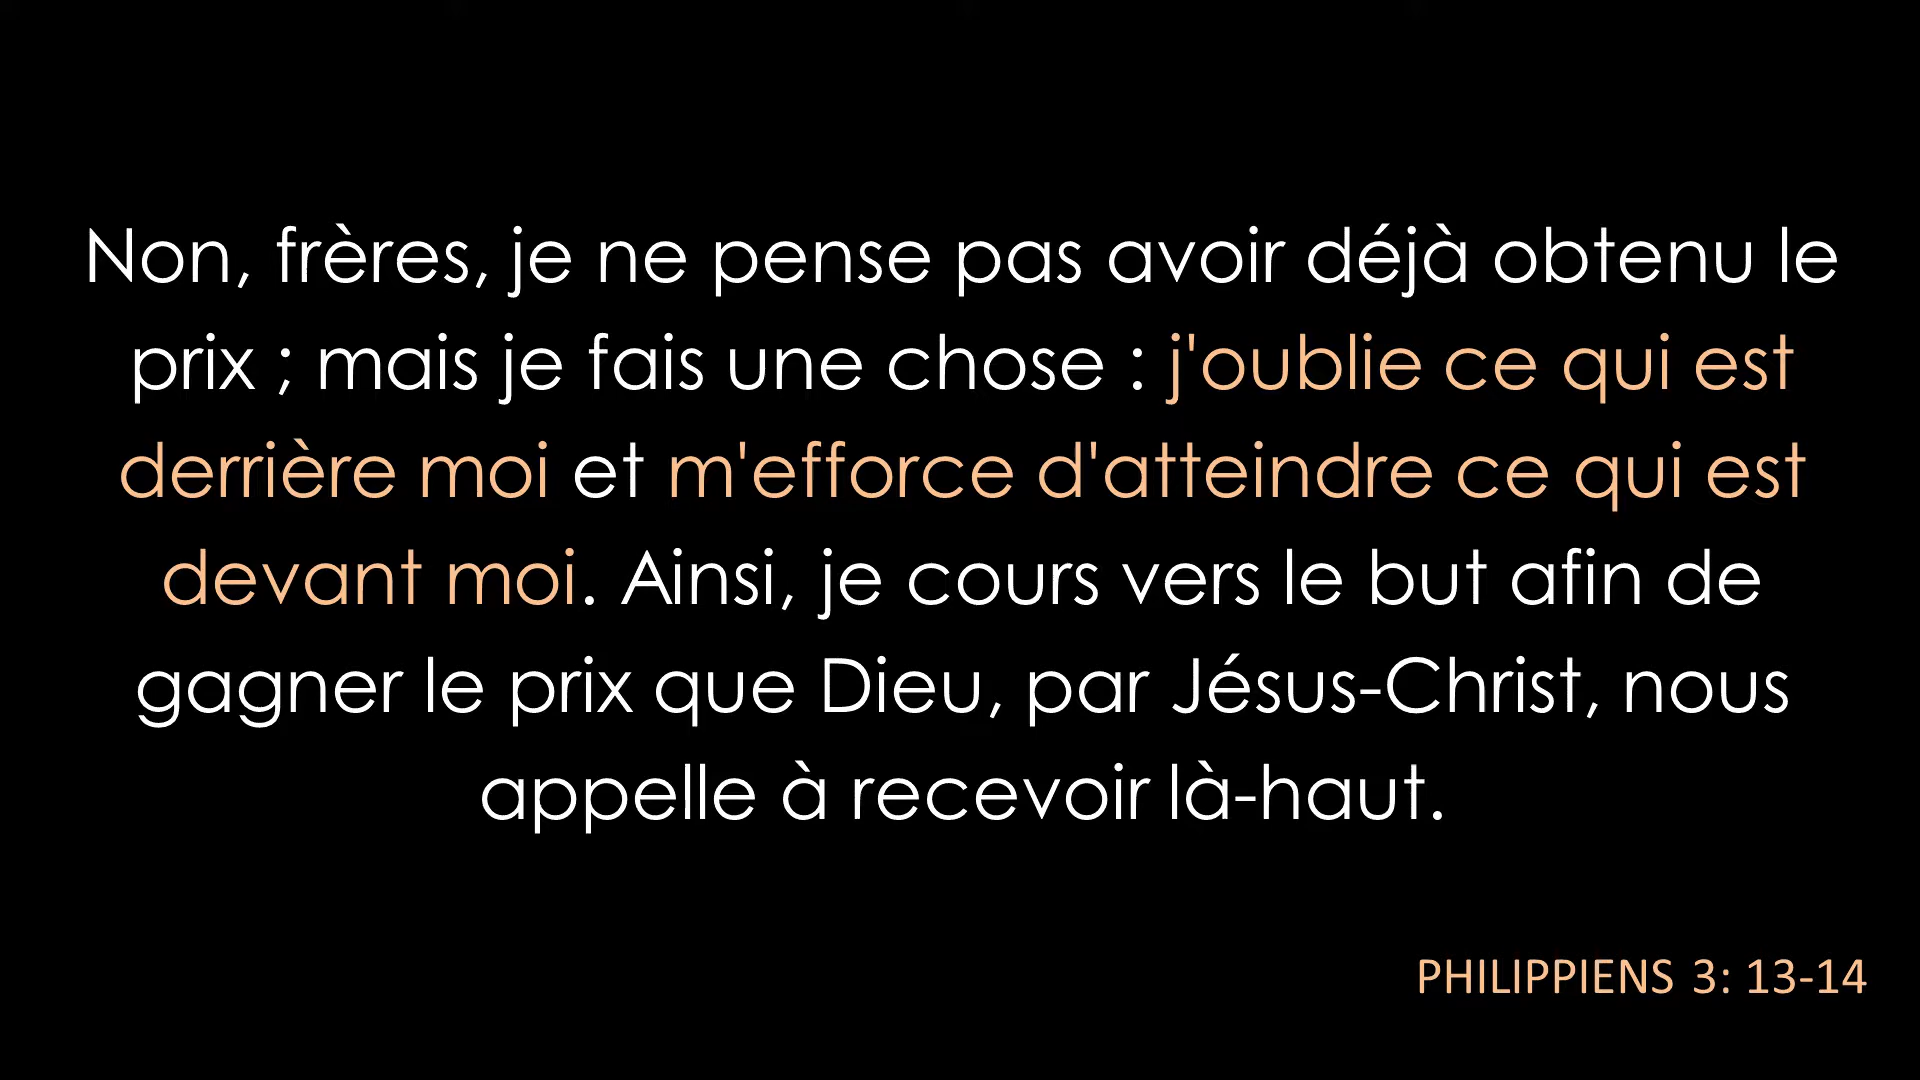 Non, frères, je ne pense pas avoir déjà obtenu le
prix ; mais je fais une chose : j'oublie ce qui est
derrière moi et m'efforce d'atteindre ce qui est
devant moi. Ainsi, je cours vers le but afin de
gagner le prix que Dieu, par Jésus-Christ, nous
appelle à recevoir là-haut.
PHILIPPIENS 3: 13-14